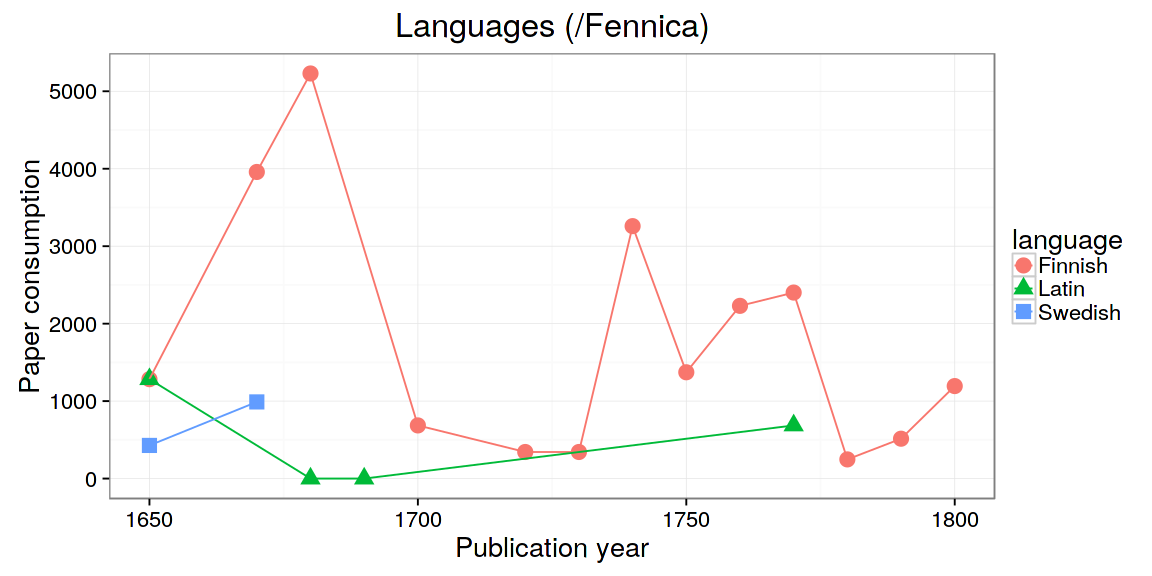 Languages (/Fennica)
Paper consumption
5000
4000
3000
2000
1000
0
1650 1700 1750 1800
Publication year
language
Finnish
Latin
Swedish